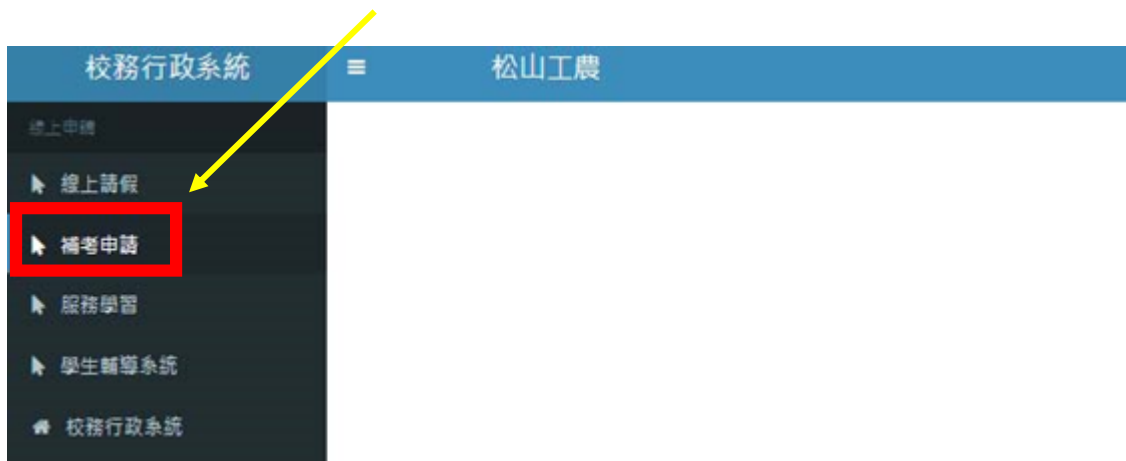 校務行政系統
松山工農
線上申請
線上請假
補考申請
服務學習
學生輔導系統
校務行政系統